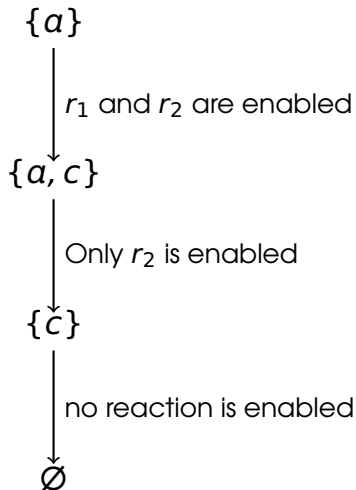 {a}
r₁ and r₂ are enabled
{a, c}
Only r₂ is enabled
{c}
no reaction is enabled
∅